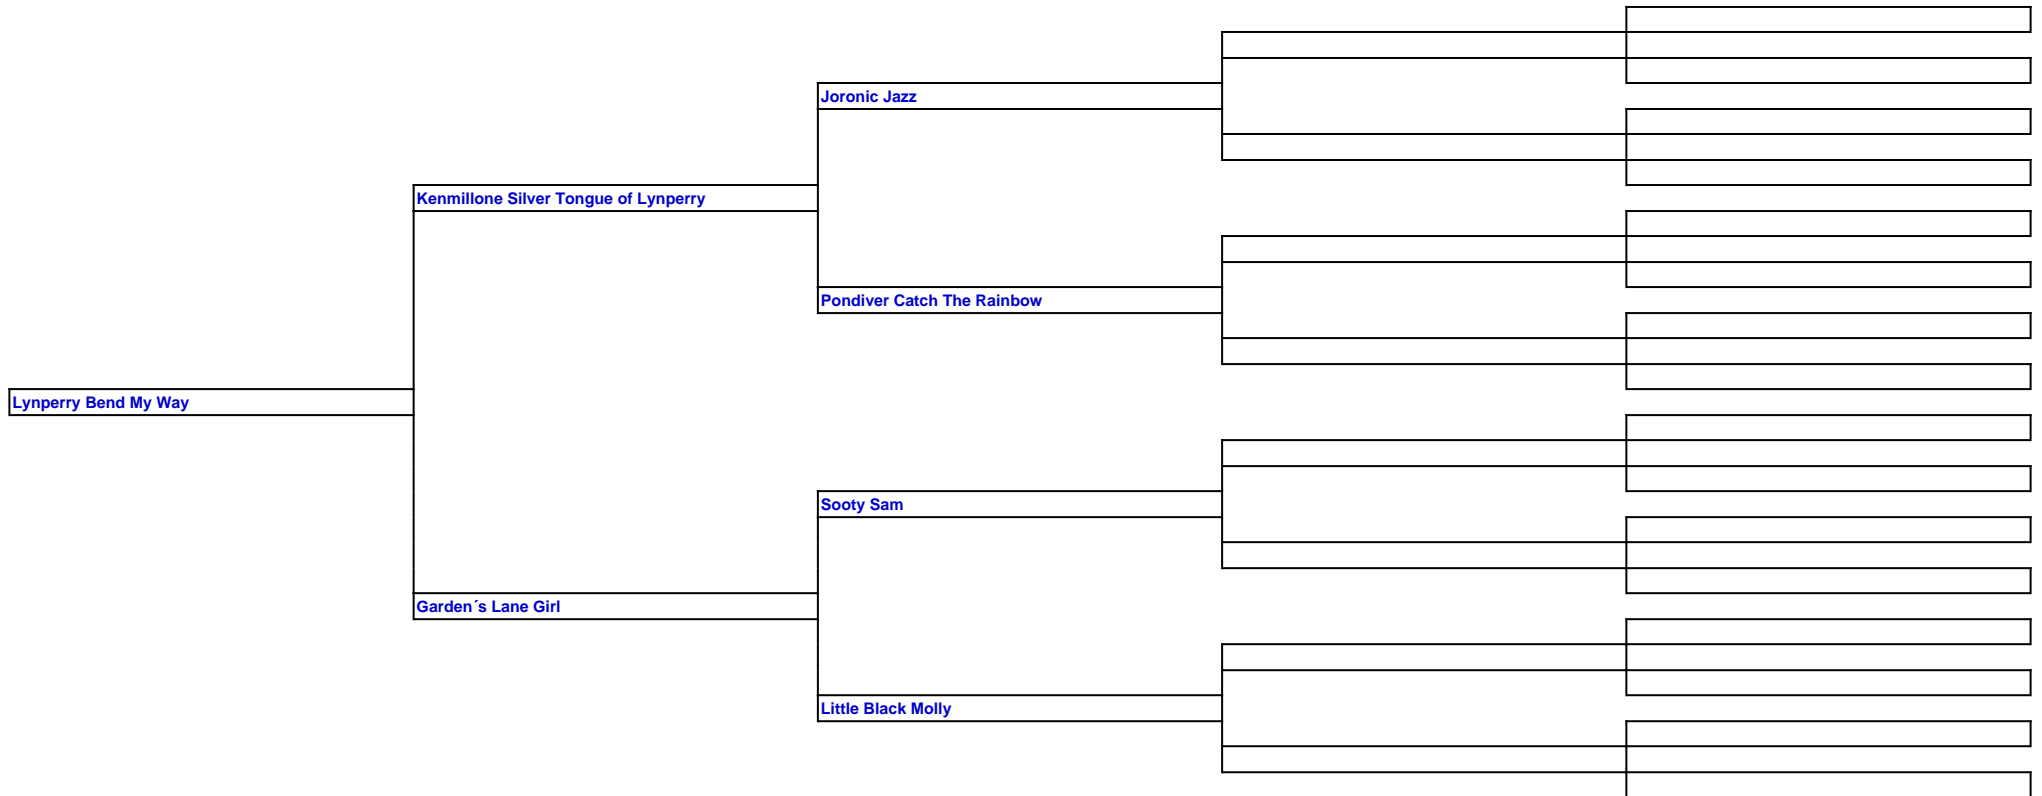 Joronic Jazz
Kenmillone Silver Tongue of Lynperry
Pondiver Catch The Rainbow
Lynperry Bend My Way
Sooty Sam
Garden´s Lane Girl
Little Black Molly